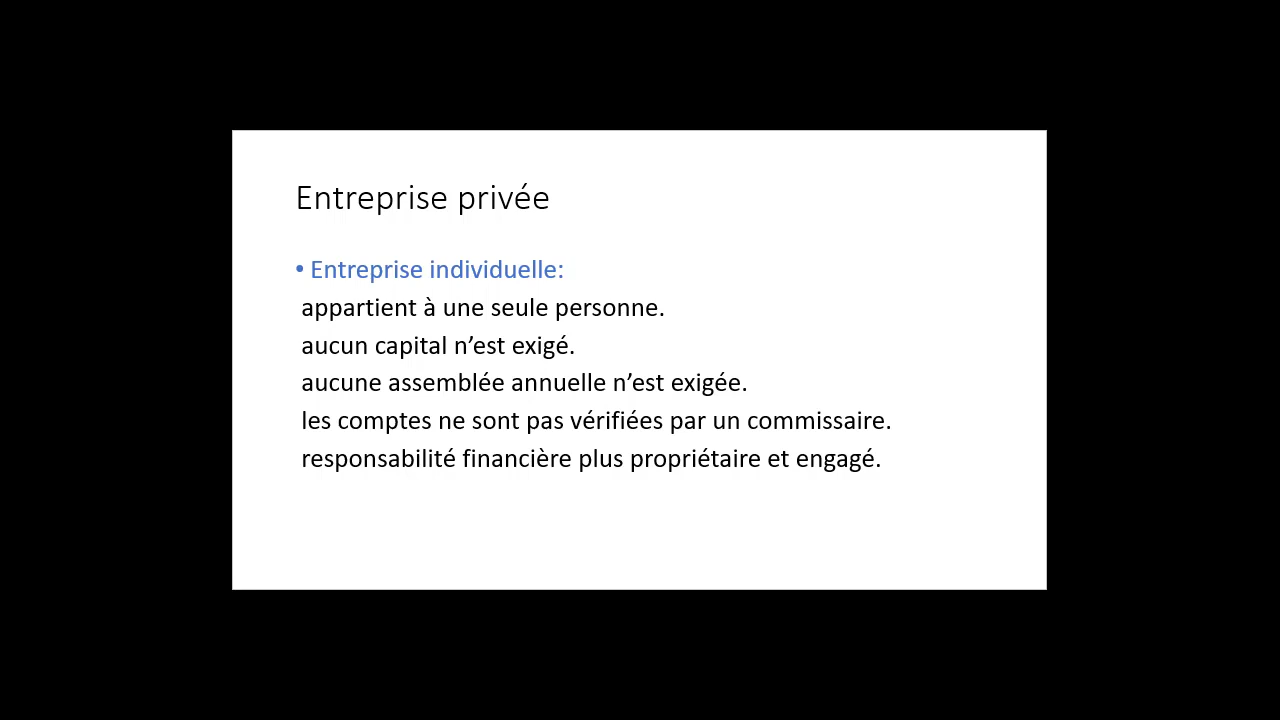 Entreprise privée
• Entreprise individuelle:
appartient à une seule personne.
aucun capital n’est exigé.
aucune assemblée annuelle n’est exigée.
les comptes ne sont pas vérifiées par un commissaire.
responsabilité financière plus propriétaire et engagé.